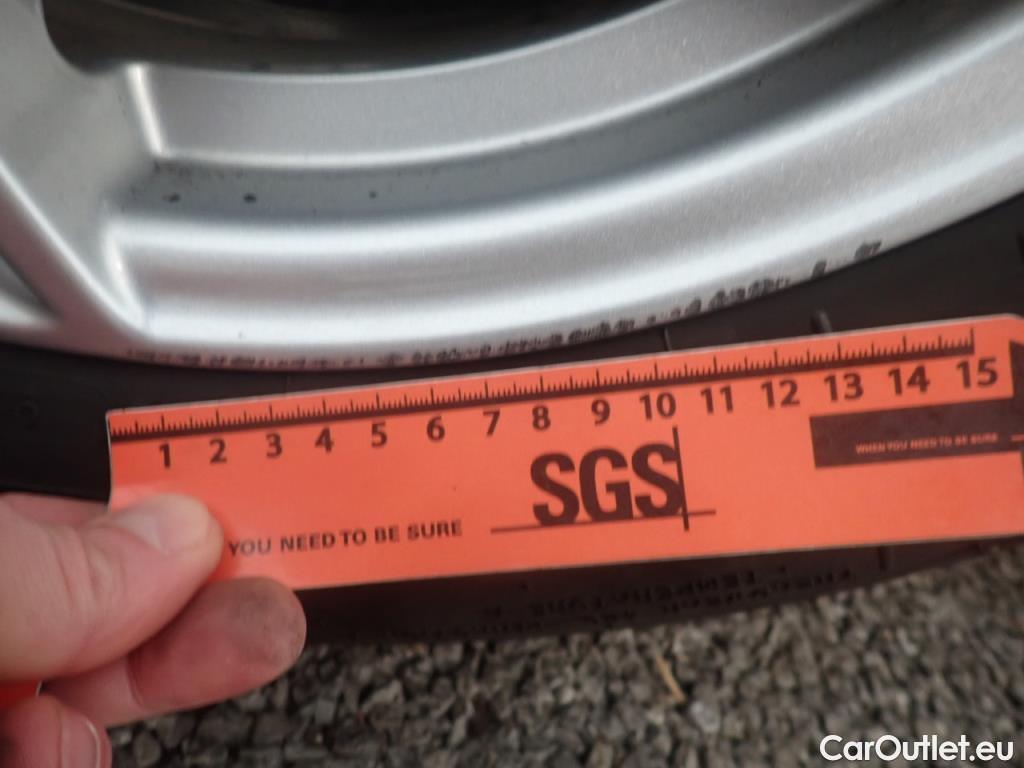 1 2 3 4 5 6 7 8 9 10 11 12 13 14 15
WHEN YOU NEED TO BE SURE
SGS
YOU NEED TO BE SURE
TEMPERATURE A
CarOutlet.eu